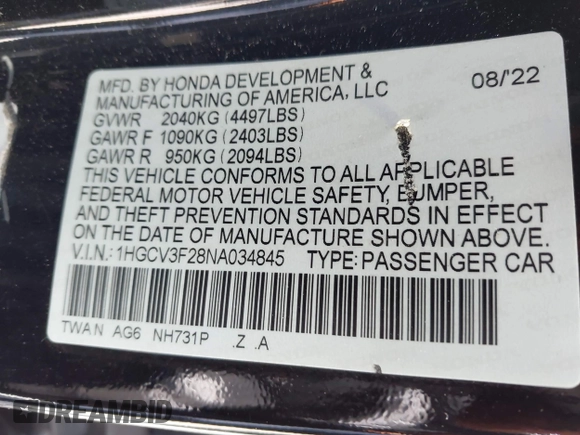 MFD. BY HONDA DEVELOPMENT & 08/'22
MANUFACTURING OF AMERICA, LLC
GVWR 2040KG (4497LBS)
GAWR F 1090KG (2403LBS)
GAWR R 950KG (2094LBS)
THIS VEHICLE CONFORMS TO ALL APPLICABLE
FEDERAL MOTOR VEHICLE SAFETY, BUMPER,
AND THEFT PREVENTION STANDARDS IN EFFECT
ON THE DATE OF MANUFACTURE SHOWN ABOVE.
V.I.N.: 1HGCV3F28NA034845 TYPE: PASSENGER CAR
TWA N AG6 NH731P .Z .A
DREAMBID